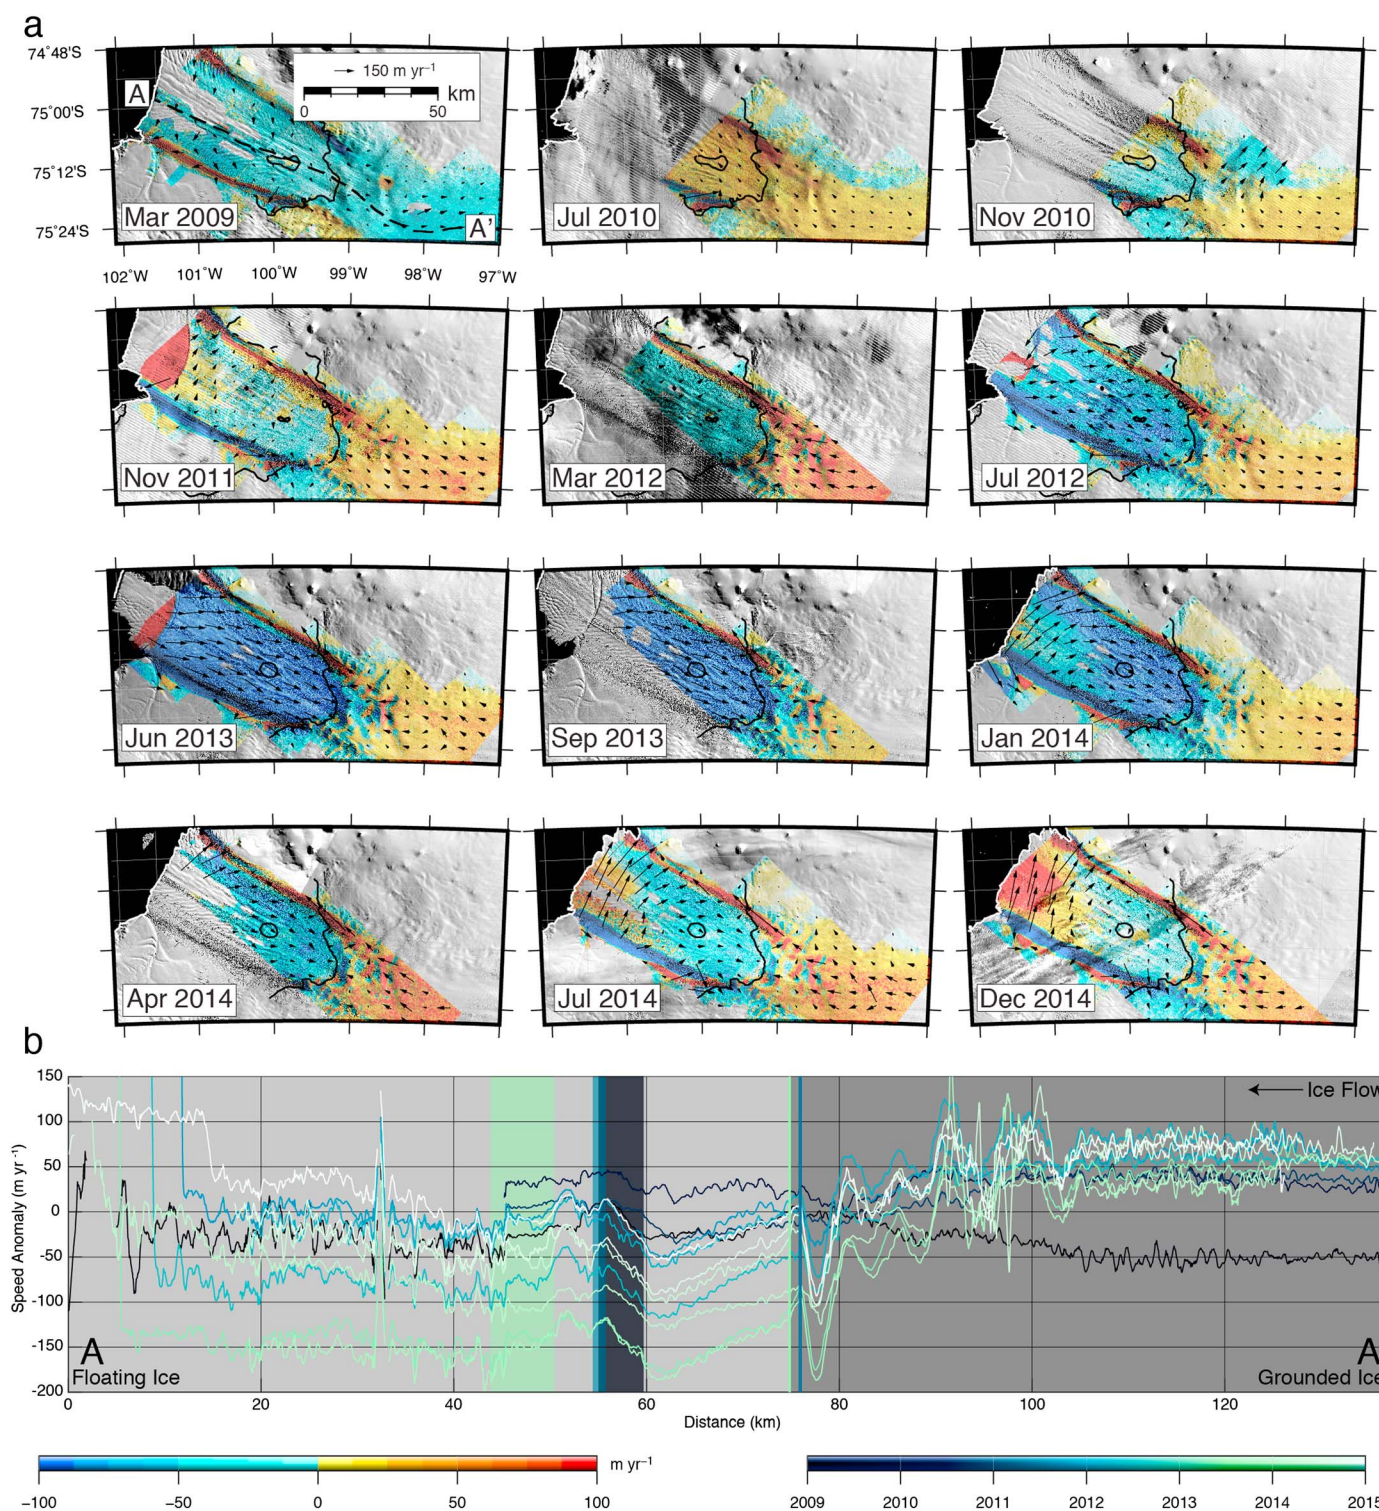 a
74°48'S
75°00'S
75°12'S
75°24'S
A
A'
150 m yr⁻¹
0 50 km
Mar 2009
Jul 2010
Nov 2010
102°W 101°W 100°W 99°W 98°W 97°W
Nov 2011
Mar 2012
Jul 2012
Jun 2013
Sep 2013
Jan 2014
Apr 2014
Jul 2014
Dec 2014
b
Speed Anomaly (m yr⁻¹)
150
100
50
0
-50
-100
-150
-200
Ice Flow
A
Floating Ice
A
Grounded Ice
0 20 40 60 80 100 120
Distance (km)
m yr⁻¹
−100 −50 0 50 100
2009 2010 2011 2012 2013 2014 2015